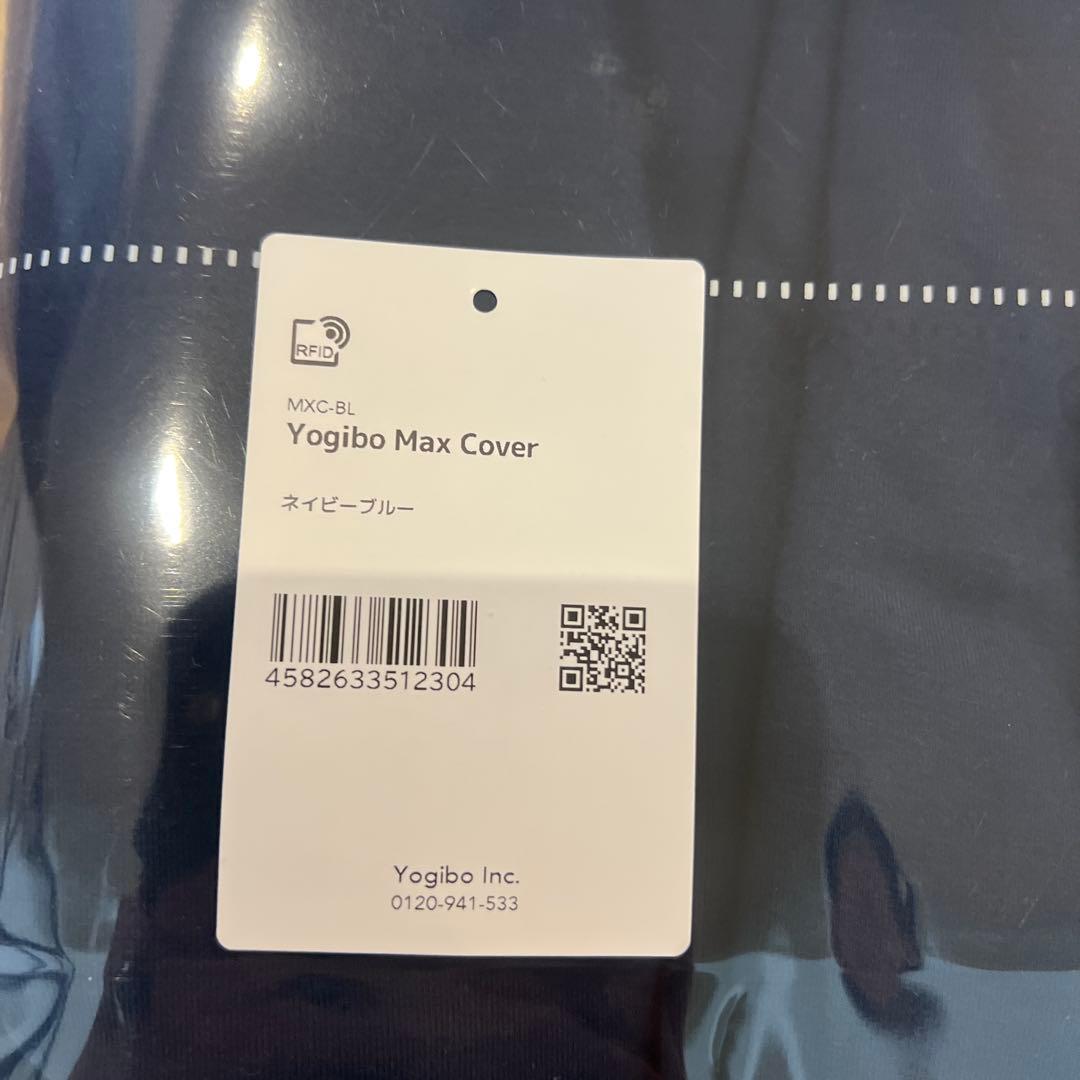 RFID
MXC-BL
Yogibo Max Cover
ネイビーブルー
4582633512304
Yogibo Inc.
0120-941-533